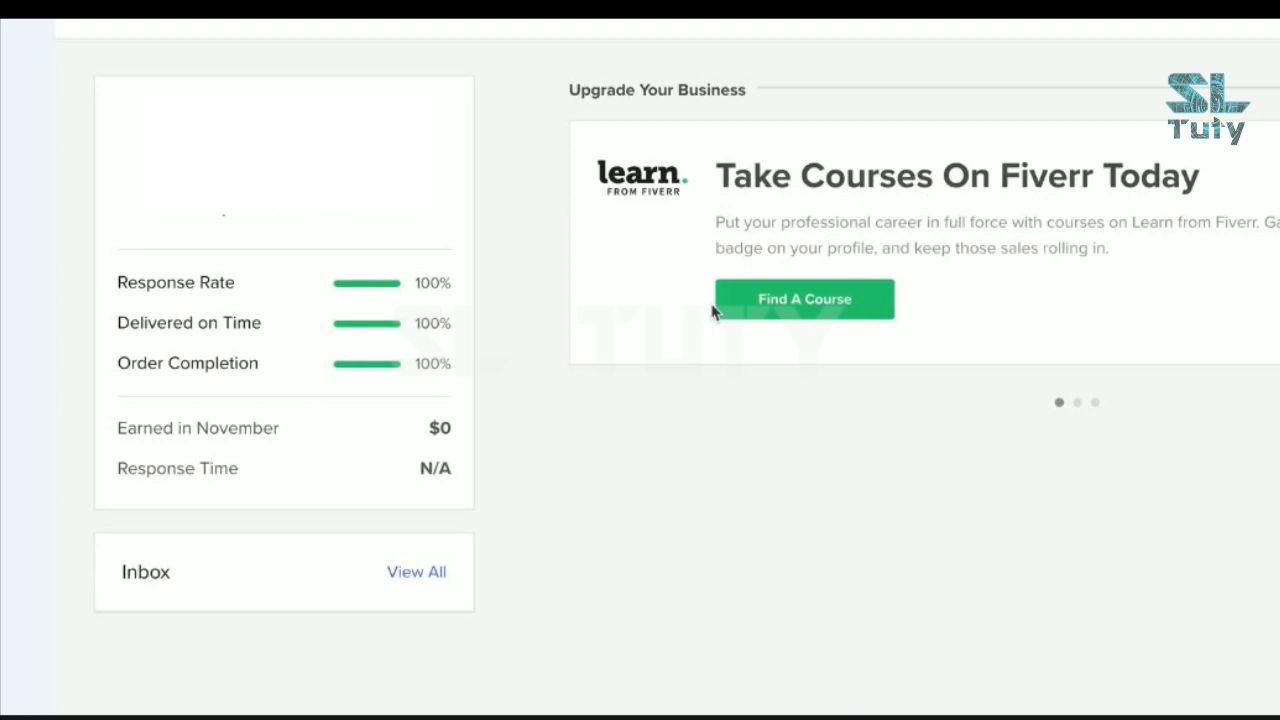 Upgrade Your Business
SL
Tuty
learn.
FROM FIVERR
Take Courses On Fiverr Today
Put your professional career in full force with courses on Learn from Fiverr.
badge on your profile, and keep those sales rolling in.
Find A Course
Response Rate 100%
Delivered on Time 100%
Order Completion 100%
Earned in November $0
Response Time N/A
Inbox View All
SL TUTY